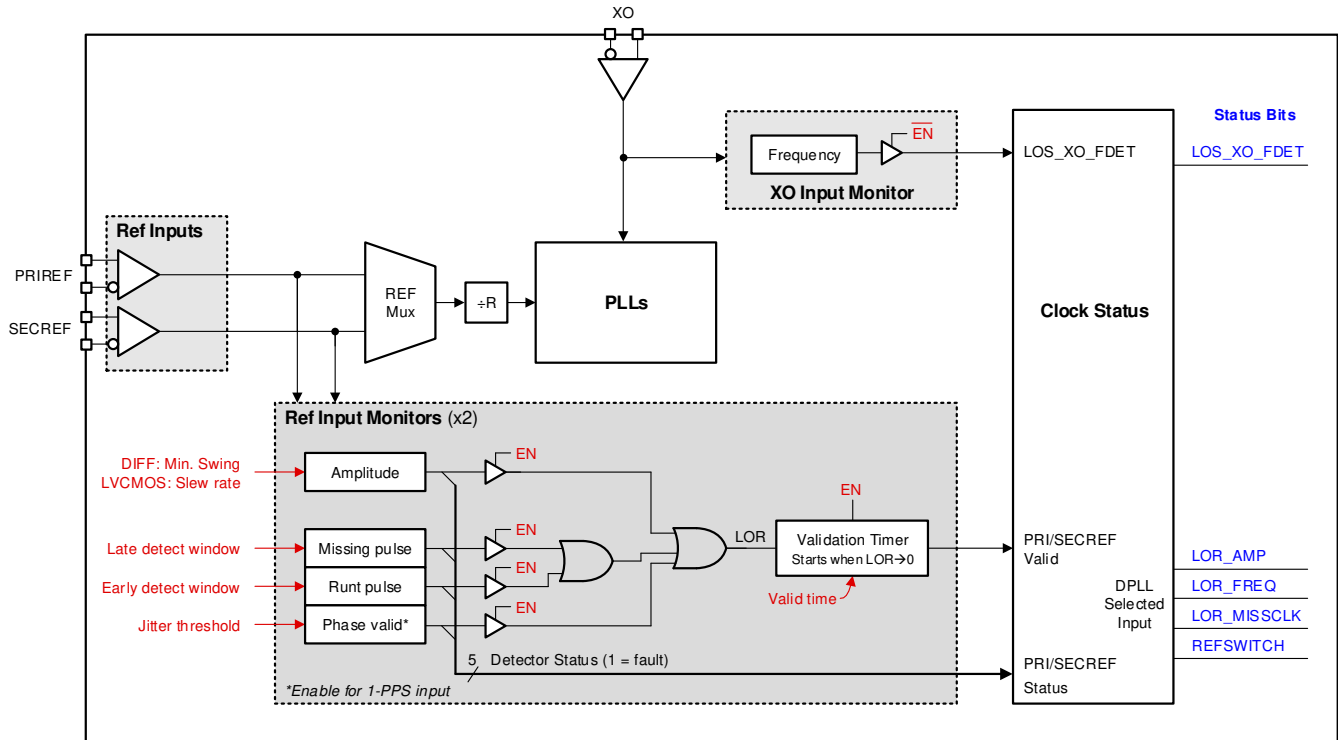 XO
Status Bits
EN
Frequency
LOS_XO_FDET
LOS_XO_FDET
XO Input Monitor
Ref Inputs
PRIREF
REF
Mux
÷R
PLLs
Clock Status
SECREF
Ref Input Monitors (x2)
DIFF: Min. Swing
LVCMOS: Slew rate
Amplitude
EN
EN
Late detect window
Missing pulse
EN
LOR
Validation Timer
Starts when LOR→0
PRI/SECREF
Valid
LOR_AMP
Early detect window
Runt pulse
EN
Valid time
DPLL
Selected
Input
LOR_FREQ
LOR_MISSCLK
REFSWITCH
Jitter threshold
Phase valid*
EN
5 Detector Status (1 = fault)
PRI/SECREF
Status
*Enable for 1-PPS input